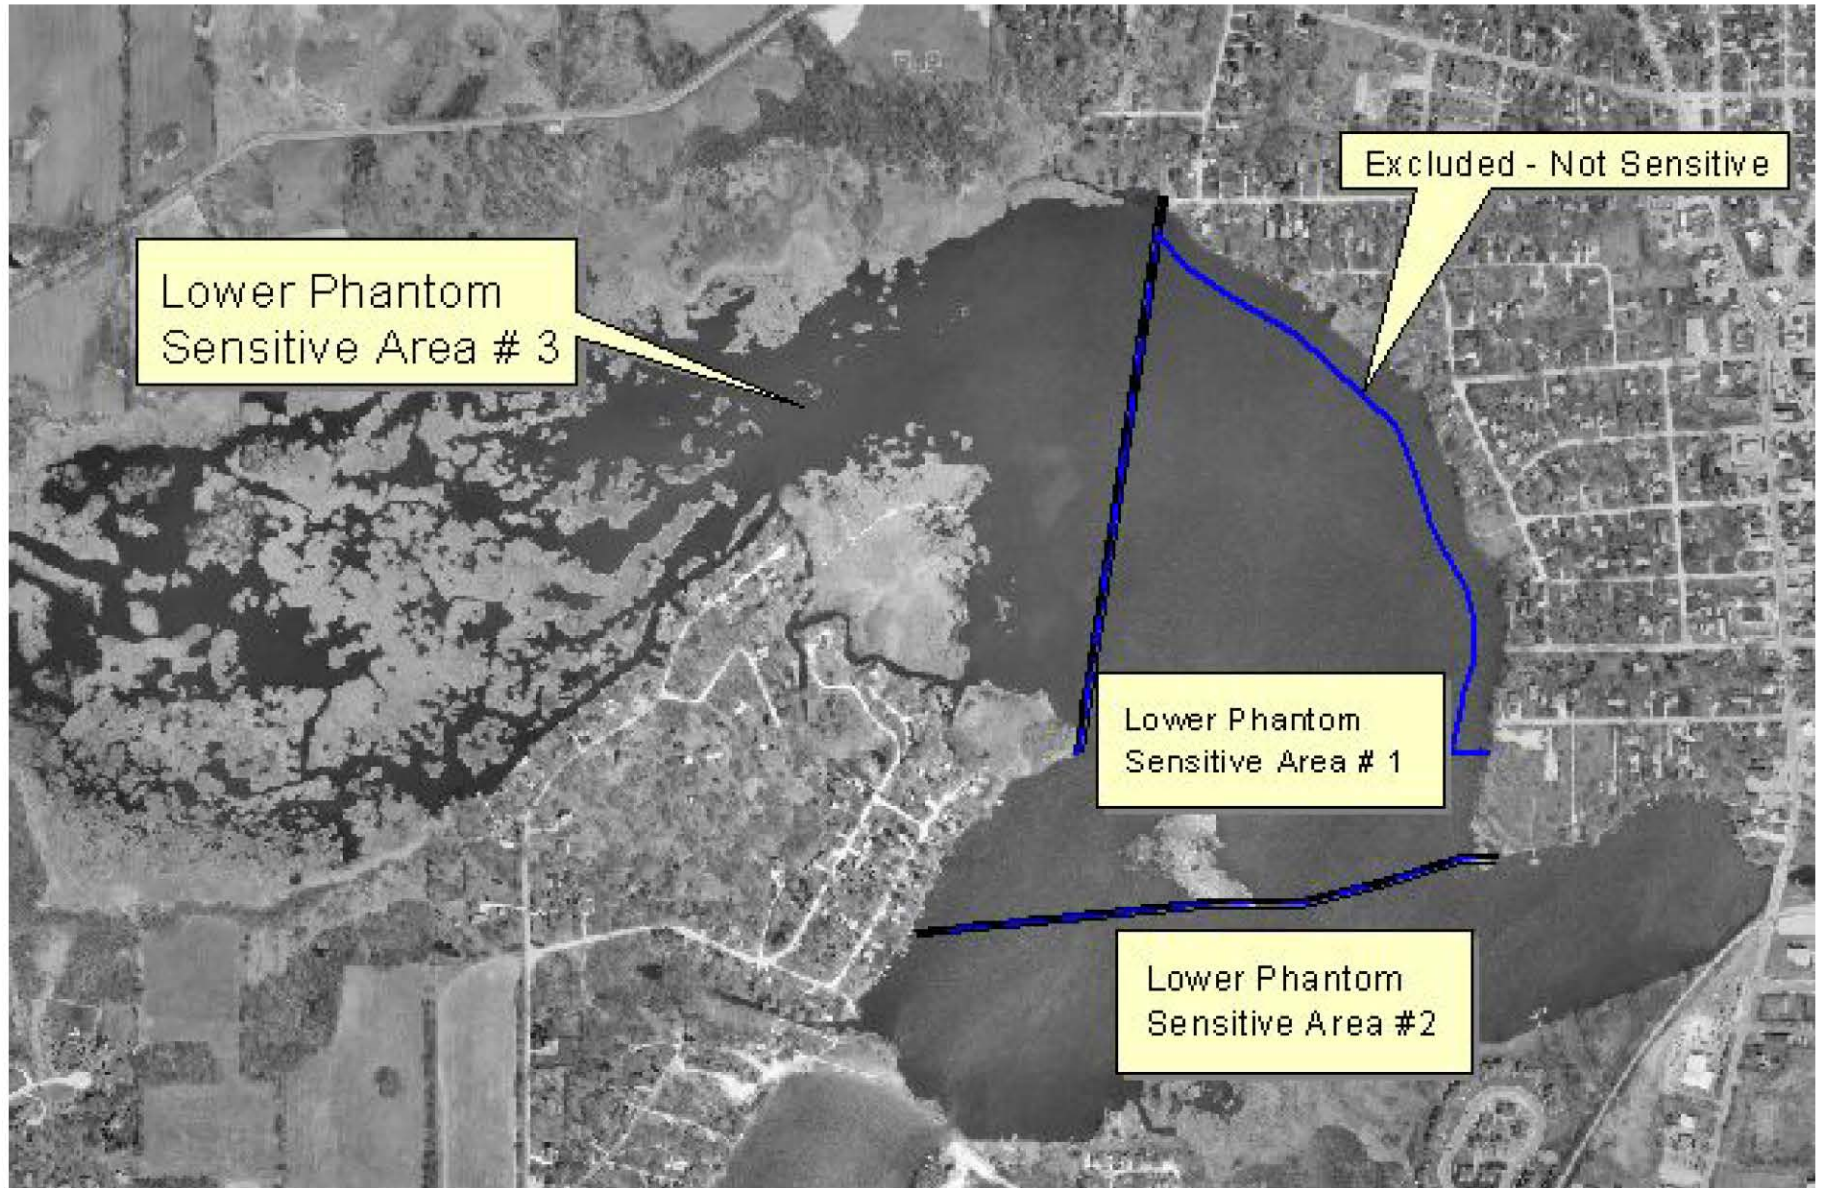 Excluded - Not Sensitive
Lower Phantom
Sensitive Area # 3
Lower Phantom
Sensitive Area # 1
Lower Phantom
Sensitive Area #2